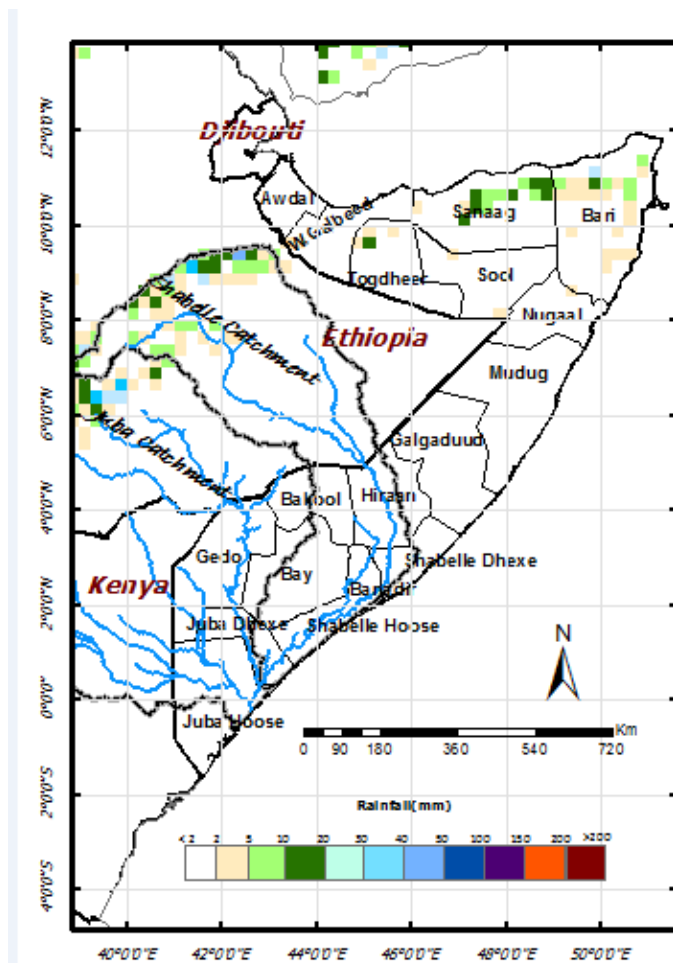 12°0'0"N
10°0'0"N
8°0'0"N
6°0'0"N
4°0'0"N
2°0'0"N
0°0'0"
2°0'0"S
4°0'0"S
Djibouti
Awdal
W.Galbeed
Sanaag
Bari
Togdheer
Sool
Nugaal
Shabelle Catchment
Ethiopia
Mudug
Juba Catchment
Galgaduud
Bakool
Hiraan
Gedo
Bay
Shabelle Dhexe
Kenya
Banadir
Juba Dhexe
Shabelle Hoose
N
Juba Hoose
Km
0 90 180 360 540 720
Rainfall(mm)
<2 2 5 10 20 30 40 50 100 150 200 >200
40°0'0"E 42°0'0"E 44°0'0"E 46°0'0"E 48°0'0"E 50°0'0"E